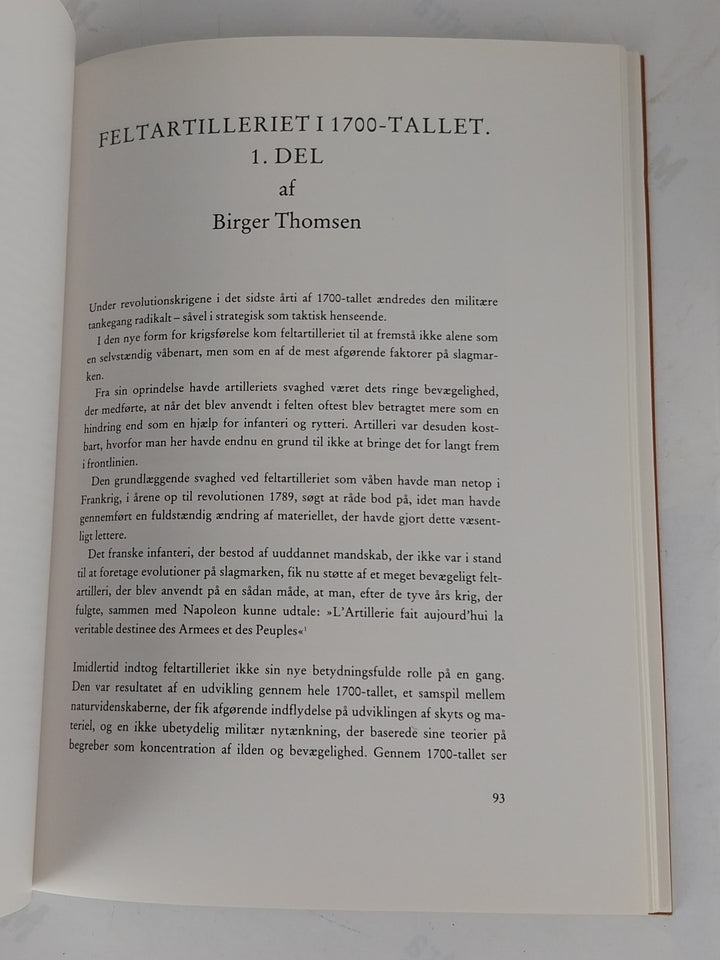 FELTARTILLERIET I 1700-TALLET.
1. DEL
af
Birger Thomsen
Under revolutionskrigene i det sidste årti af 1700-tallet ændredes den militære
tankegang radikalt – såvel i strategisk som taktisk henseende.
I den nye form for krigsførelse kom feltartilleriet til at fremstå ikke alene som
en selvstændig våbenart, men som en af de mest afgørende faktorer på slagmar-
ken.
Fra sin oprindelse havde artilleriets svaghed været dets ringe bevægelighed,
der medførte, at når det blev anvendt i felten oftest blev betragtet mere som en
hindring end som en hjælp for infanteri og rytteri. Artilleri var desuden kost-
bart, hvorfor man her havde endnu en grund til ikke at bringe det for langt frem
i frontlinien.
Den grundlæggende svaghed ved feltartilleriet som våben havde man netop i
Frankrig, i årene op til revolutionen 1789, søgt at råde bod på, idet man havde
gennemført en fuldstændig ændring af materiellet, der havde gjort dette væsent-
ligt lettere.
Det franske infanteri, der bestod af uuddannet mandskab, der ikke var i stand
til at foretage evolutioner på slagmarken, fik nu støtte af et meget bevægeligt felt-
artilleri, der blev anvendt på en sådan måde, at man, efter de tyve års krig, der
fulgte, sammen med Napoleon kunne udtale: »L'Artillerie fait aujourd'hui la
veritable destinee des Armees et des Peuples«¹
Imidlertid indtog feltartilleriet ikke sin nye betydningsfulde rolle på en gang.
Den var resultatet af en udvikling gennem hele 1700-tallet, et samspil mellem
naturvidenskaberne, der fik afgørende indflydelse på udviklingen af skyts og ma-
teriel, og en ikke ubetydelig militær nytænkning, der baserede sine teorier på
begreber som koncentration af ilden og bevægelighed. Gennem 1700-tallet ser
93